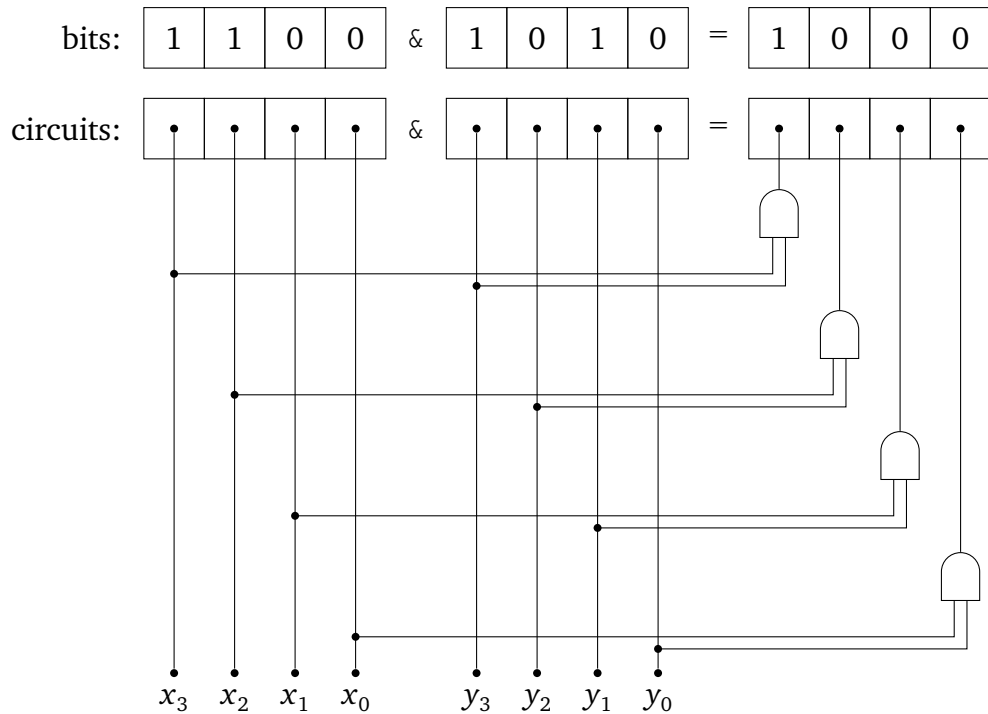 bits: 1 1 0 0 & 1 0 1 0 = 1 0 0 0
circuits: & =
x₃ x₂ x₁ x₀ y₃ y₂ y₁ y₀